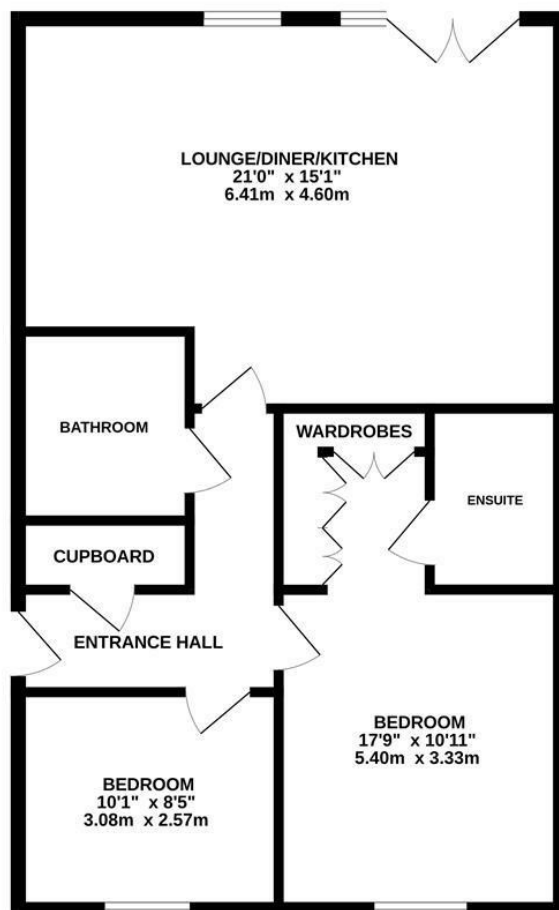 LOUNGE/DINER/KITCHEN
21'0" x 15'1"
6.41m x 4.60m
BATHROOM
WARDROBES
ENSUITE
CUPBOARD
ENTRANCE HALL
BEDROOM
17'9" x 10'11"
5.40m x 3.33m
BEDROOM
10'1" x 8'5"
3.08m x 2.57m